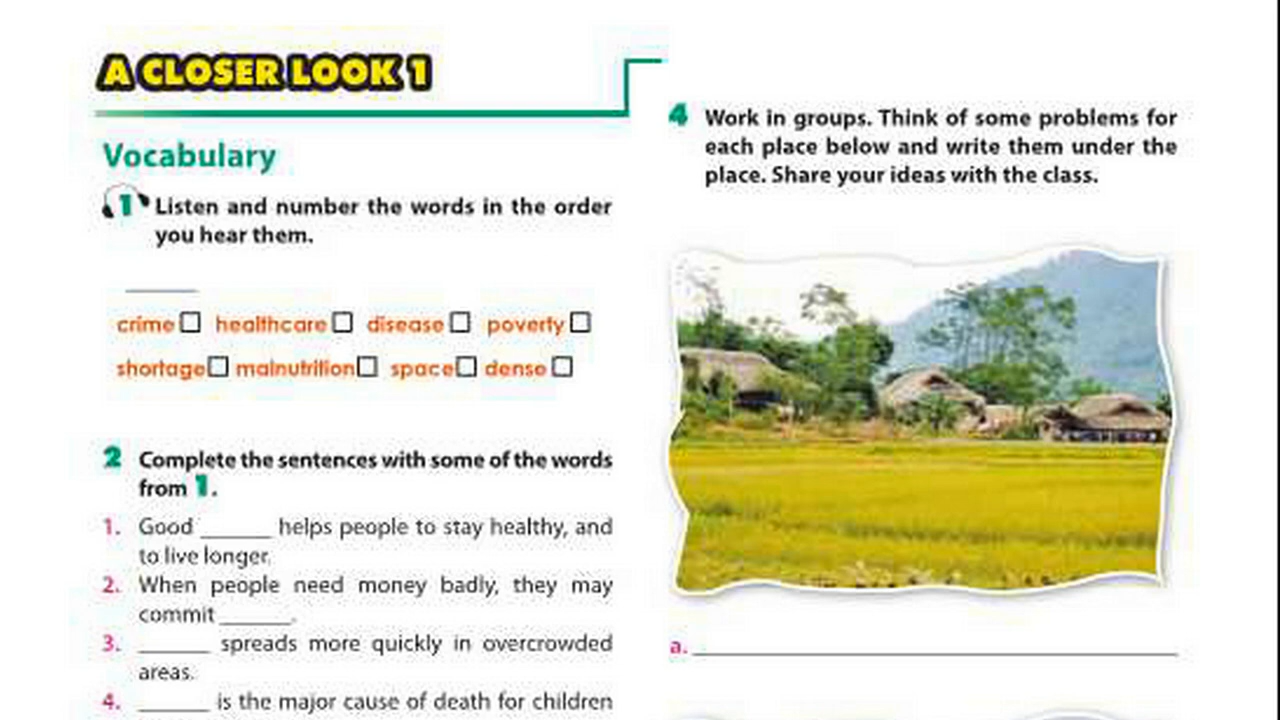 A CLOSER LOOK 1
Vocabulary
1 Listen and number the words in the order
you hear them.
crime healthcare disease poverty
shortage malnutrition space dense
2 Complete the sentences with some of the words
from 1.
1. Good ______ helps people to stay healthy, and
to live longer.
2. When people need money badly, they may
commit ______.
3. ______ spreads more quickly in overcrowded
areas.
4. ______ is the major cause of death for children
4 Work in groups. Think of some problems for
each place below and write them under the
place. Share your ideas with the class.
a.